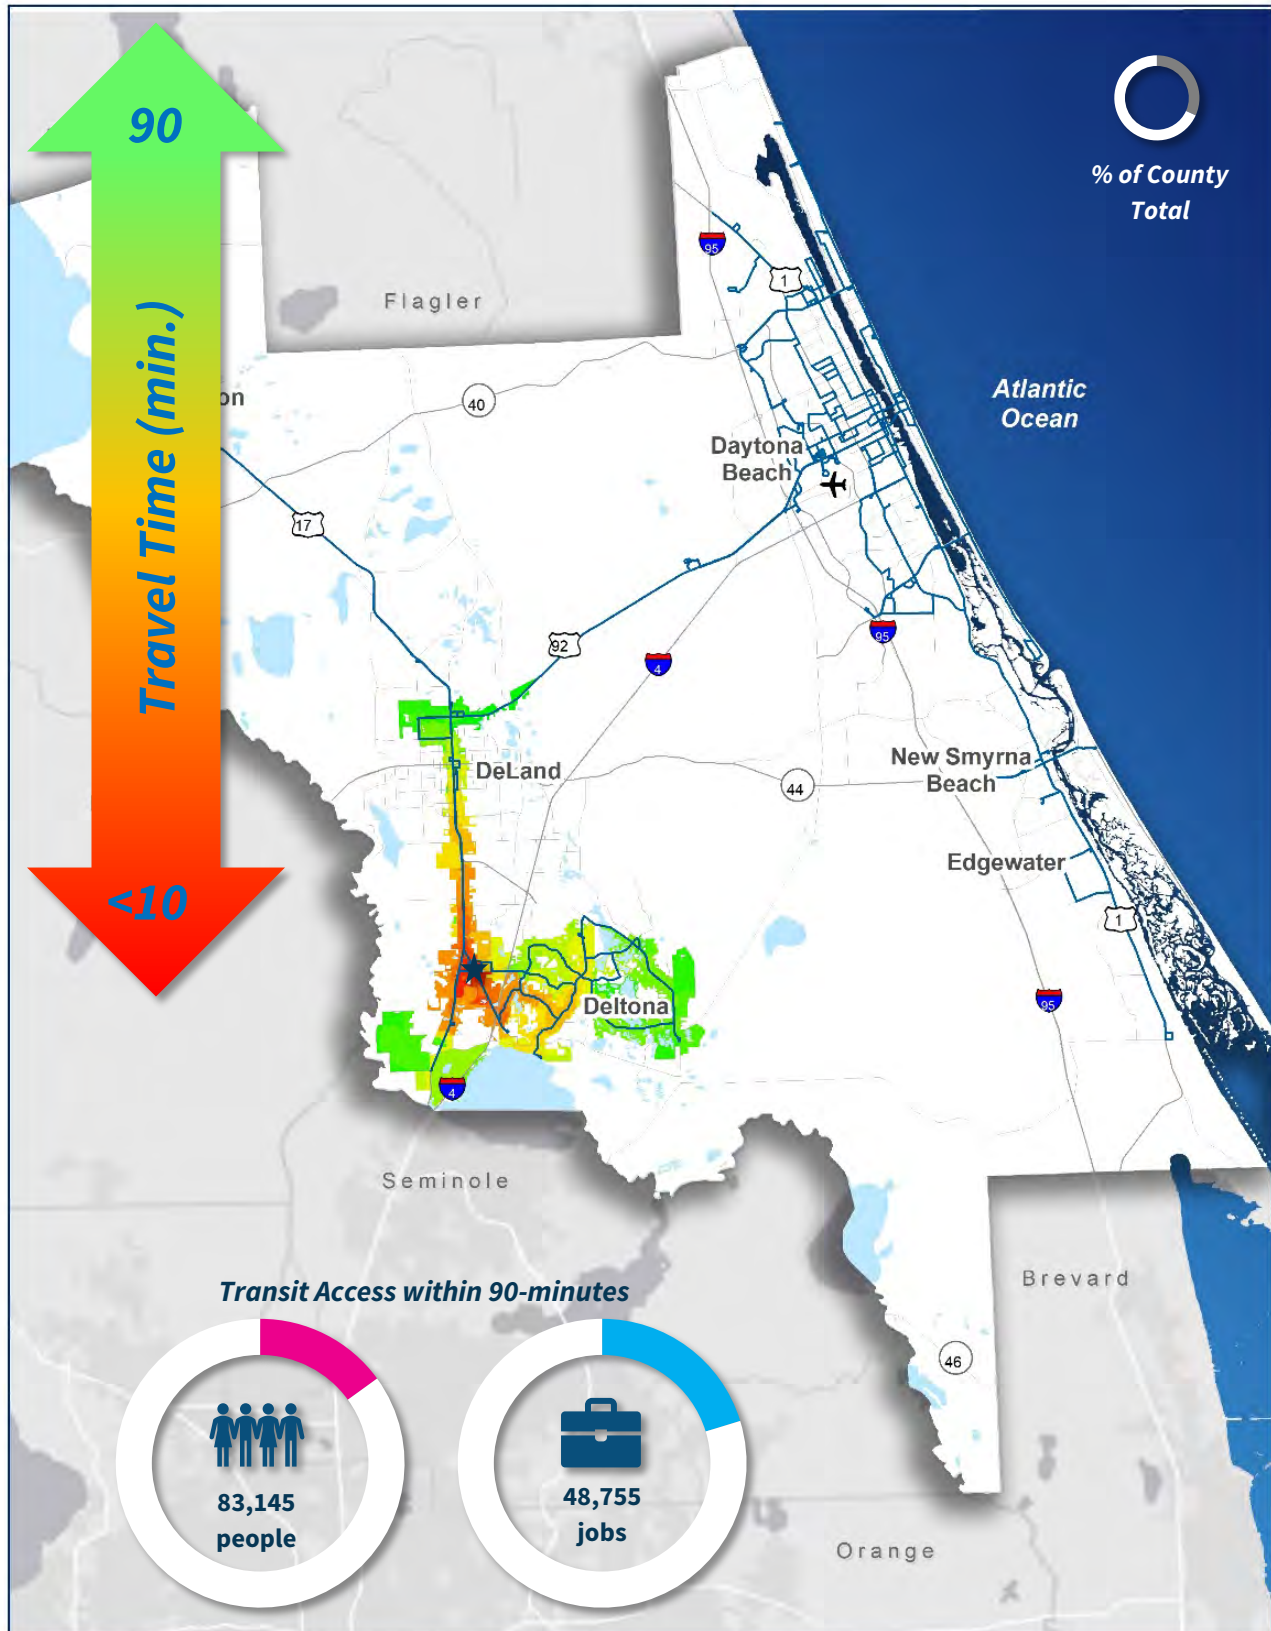 90
Travel Time (min.)
<10
% of County
Total
Flagler
95
1
on
40
Atlantic
Ocean
Daytona
Beach
17
92
95
4
DeLand
New Smyrna
Beach
44
Edgewater
1
95
Deltona
4
Seminole
Brevard
46
Orange
Transit Access within 90-minutes
83,145
people
48,755
jobs